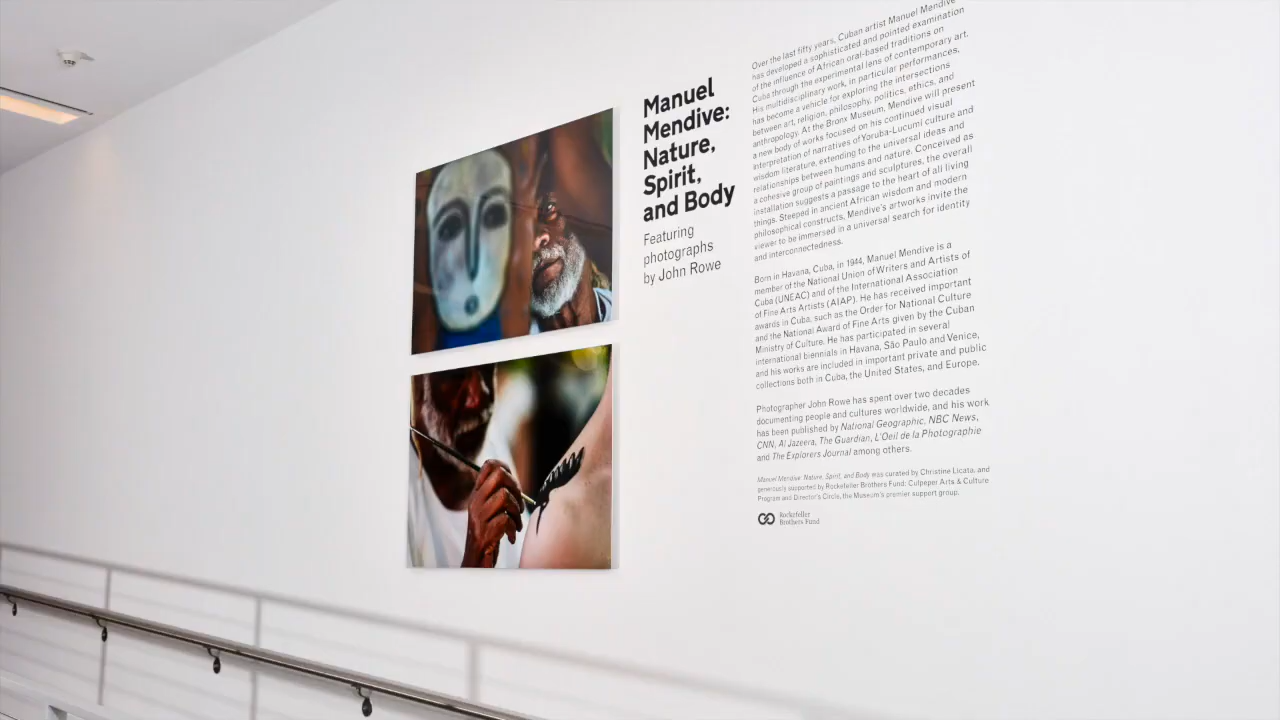 Manuel
Mendive:
Nature,
Spirit,
and Body
Featuring
photographs
by John Rowe
Over the last fifty years, Cuban artist Manuel Mendive
has developed a sophisticated and pointed examination
of the influence of African oral-based traditions on
Cuba through the experimental lens of contemporary art.
His multidisciplinary work, in particular performances,
has become a vehicle for exploring the intersections
between art, religion, philosophy, politics, ethics, and
anthropology. At the Bronx Museum, Mendive will present
a new body of works focused on his continued visual
interpretation of narratives of Yoruba-Lucumi culture and
wisdom literature, extending to the universal ideas and
relationships between humans and nature. Conceived as
a cohesive group of paintings and sculptures, the overall
installation suggests a passage to the heart of all living
things. Steeped in ancient African wisdom and modern
philosophical constructs, Mendive's artworks invite the
viewer to be immersed in a universal search for identity
and interconnectedness.
Born in Havana, Cuba, in 1944, Manuel Mendive is a
member of the National Union of Writers and Artists of
Cuba (UNEAC) and of the International Association
of Fine Arts Artists (AIAP). He has received important
awards in Cuba, such as the Order for National Culture
and the National Award of Fine Arts given by the Cuban
Ministry of Culture. He has participated in several
international biennials in Havana, São Paulo and Venice,
and his works are included in important private and public
collections both in Cuba, the United States, and Europe.
Photographer John Rowe has spent over two decades
documenting people and cultures worldwide, and his work
has been published by National Geographic, NBC News,
CNN, Al Jazeera, The Guardian, L'Oeil de la Photographie
and The Explorers Journal among others.
Manuel Mendive: Nature, Spirit, and Body was curated by Christine Licata, and
generously supported by Rockefeller Brothers Fund: Culpeper Arts & Culture
Program and Director's Circle, the Museum's premier support group.
Rockefeller
Brothers Fund